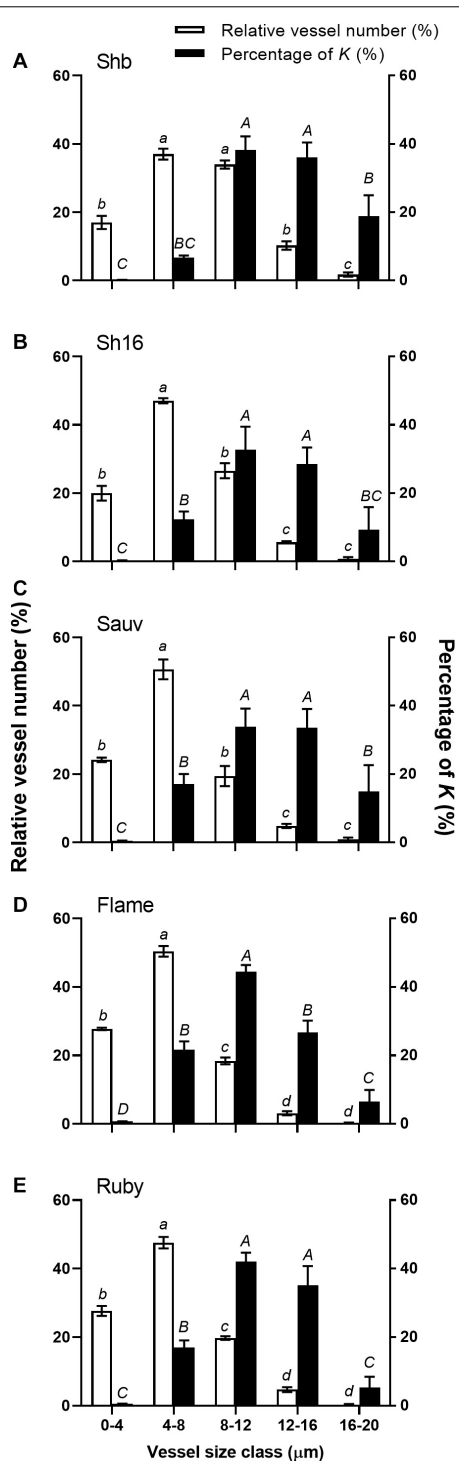 Relative vessel number (%)
Percentage of K (%)
A
Shb
60
40
20
0
60
40
20
0
b
C
a
BC
a
A
b
A
c
B
B
Sh16
60
40
20
0
60
40
20
0
b
C
a
B
b
A
c
A
c
BC
C
Sauv
60
40
20
0
60
40
20
0
b
C
a
B
b
A
c
A
c
B
Relative vessel number (%)
Percentage of K (%)
D
Flame
60
40
20
0
60
40
20
0
b
D
a
B
c
A
d
B
d
C
E
Ruby
60
40
20
0
60
40
20
0
b
C
a
B
c
A
d
A
d
C
0-4 4-8 8-12 12-16 16-20
Vessel size class (µm)